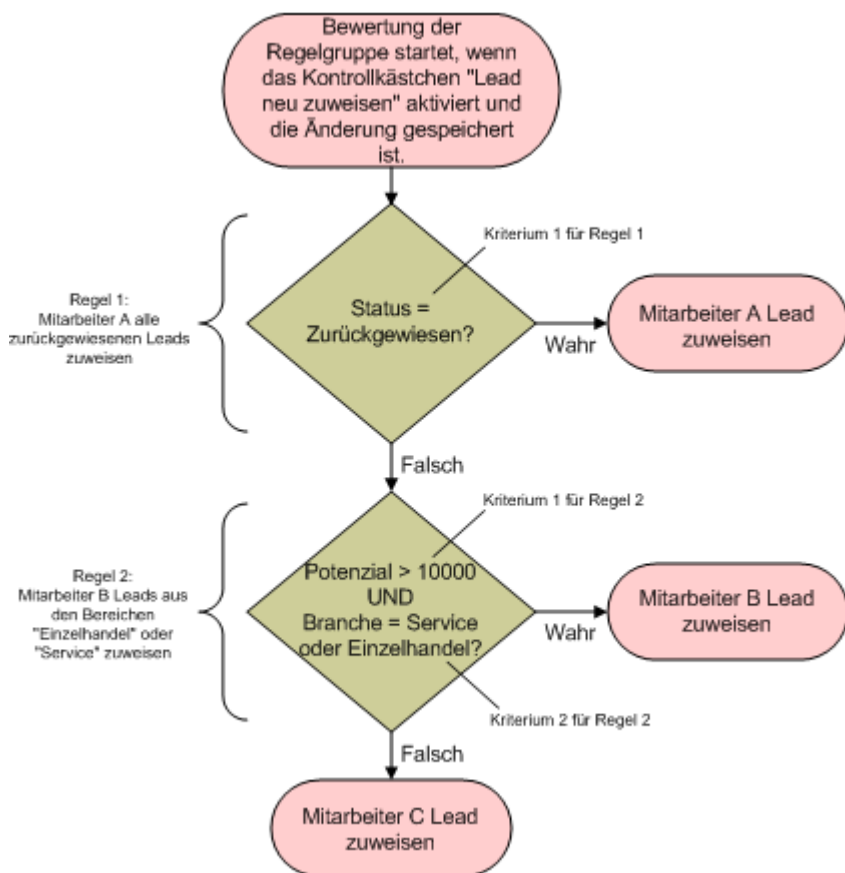 Bewertung der
Regelgruppe startet, wenn
das Kontrollkästchen "Lead
neu zuweisen" aktiviert und
die Änderung gespeichert
ist.
Kriterium 1 für Regel 1
Regel 1:
Mitarbeiter A alle
zurückgewiesenen Leads
zuweisen
Status =
Zurückgewiesen?
Wahr
Mitarbeiter A Lead
zuweisen
Falsch
Kriterium 1 für Regel 2
Regel 2:
Mitarbeiter B Leads aus
den Bereichen
"Einzelhandel" oder
"Service" zuweisen
Potenzial > 10000
UND
Branche = Service
oder Einzelhandel?
Wahr
Mitarbeiter B Lead
zuweisen
Kriterium 2 für Regel 2
Falsch
Mitarbeiter C Lead
zuweisen